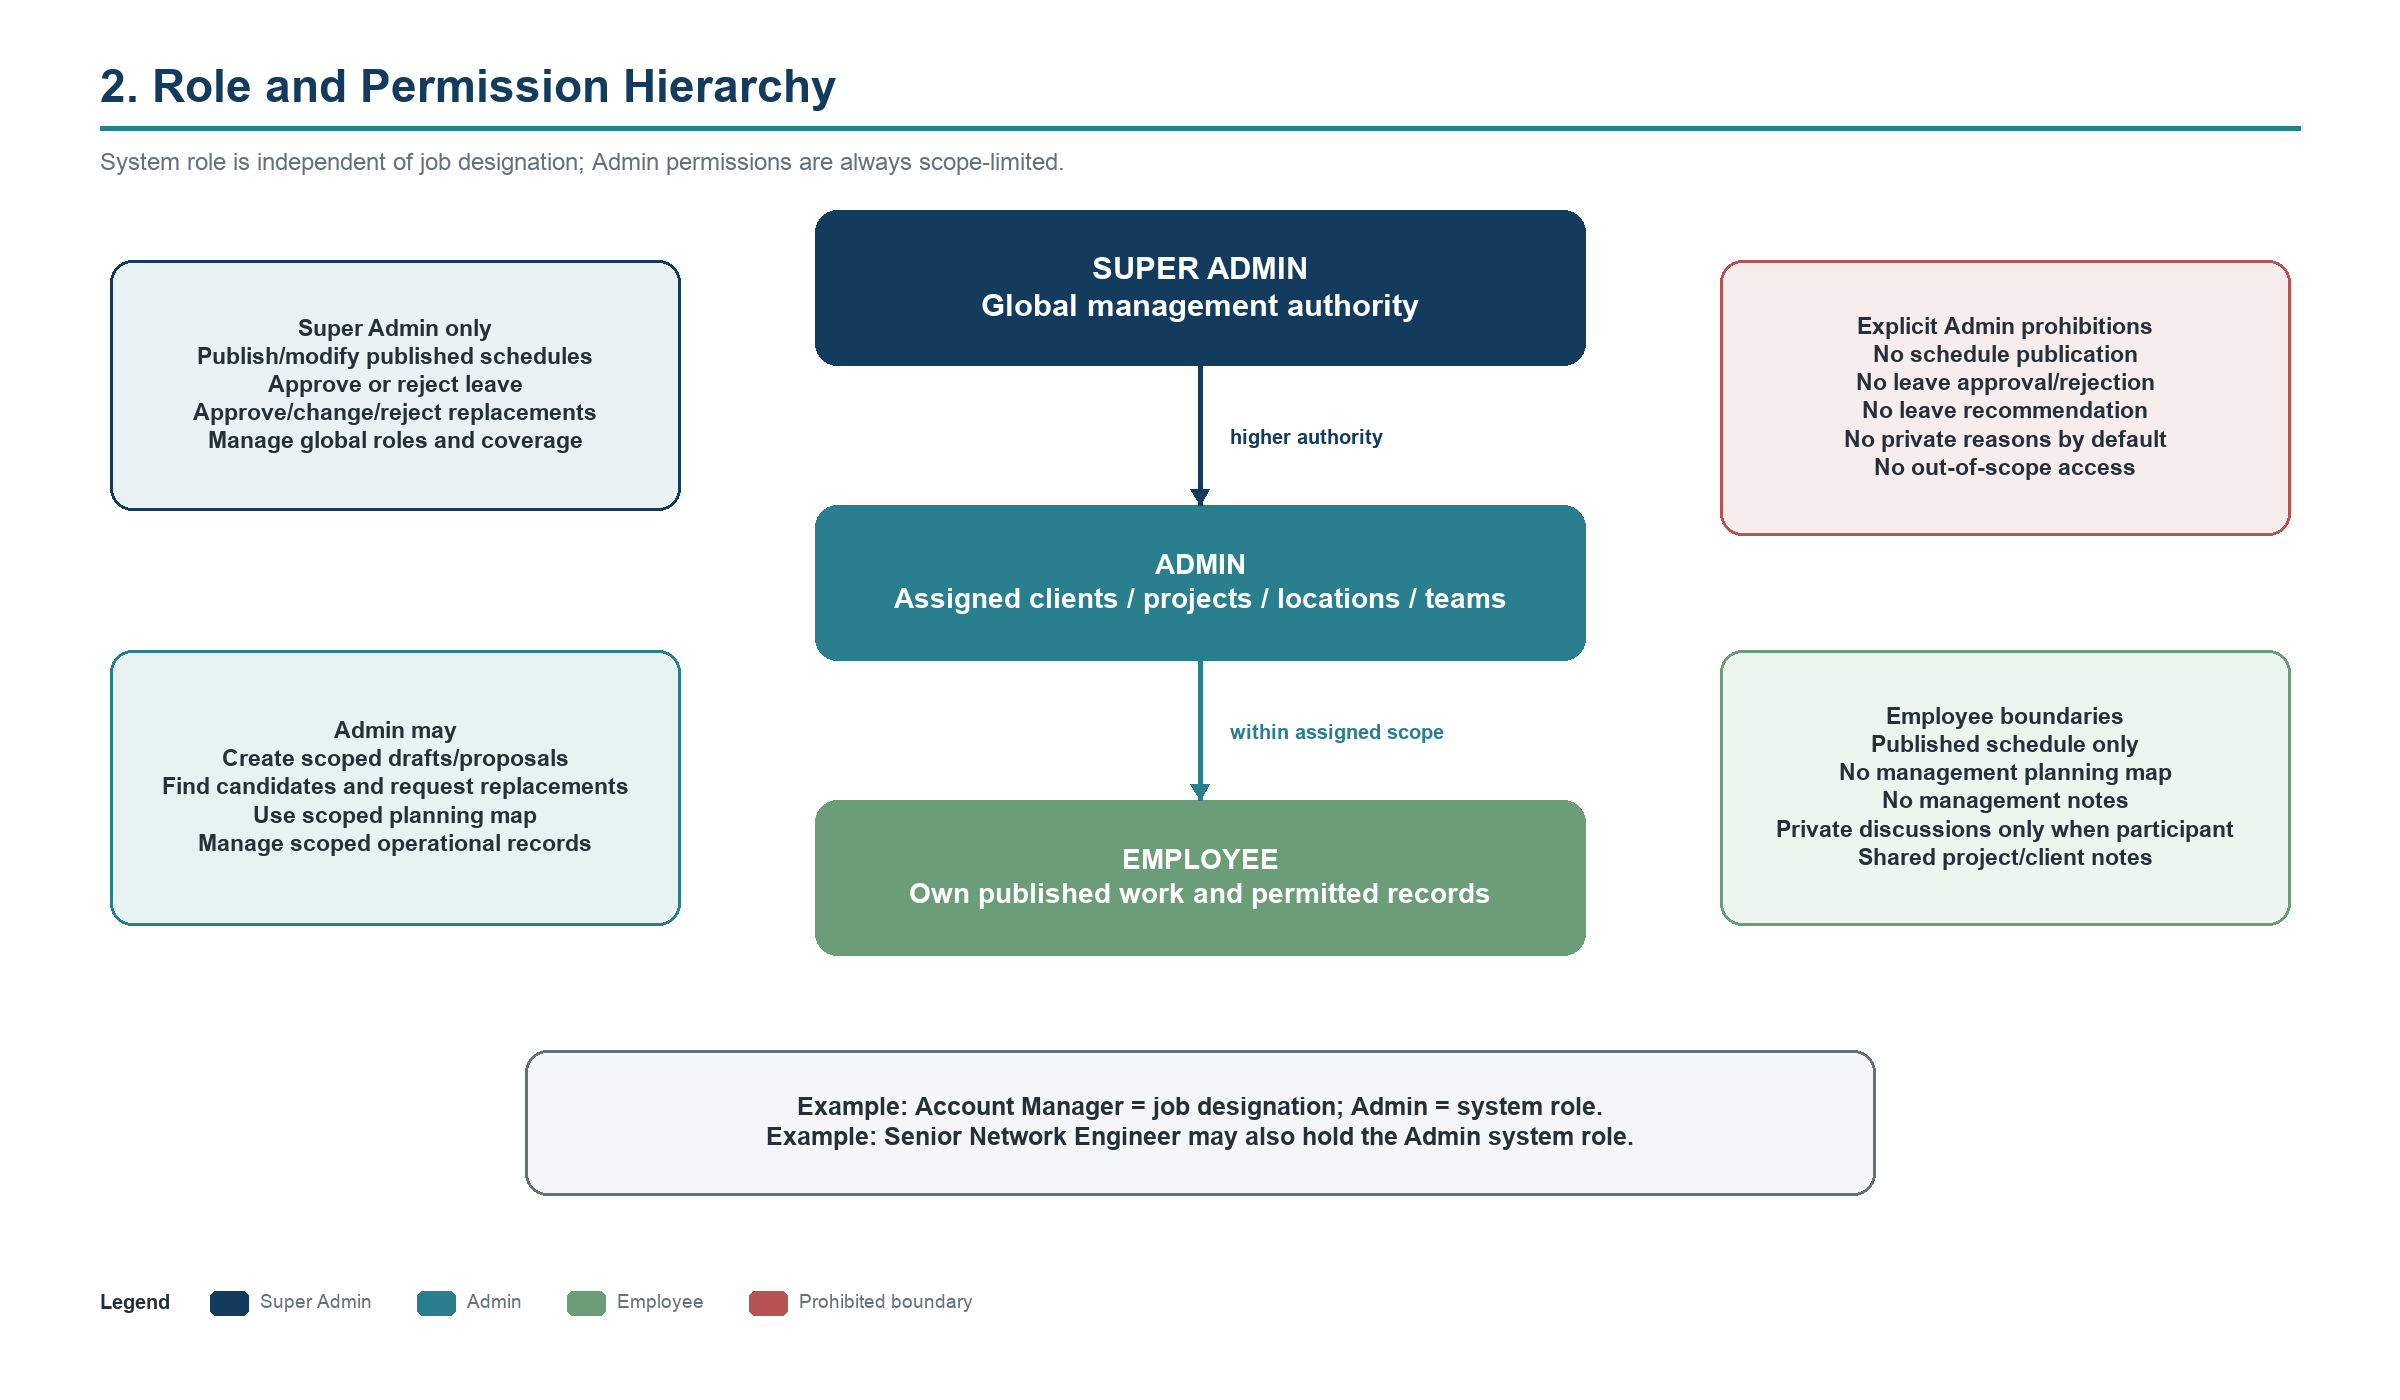 2. Role and Permission Hierarchy
System role is independent of job designation; Admin permissions are always scope-limited.
SUPER ADMIN
Global management authority
Super Admin only
Publish/modify published schedules
Approve or reject leave
Approve/change/reject replacements
Manage global roles and coverage
Explicit Admin prohibitions
No schedule publication
No leave approval/rejection
No leave recommendation
No private reasons by default
No out-of-scope access
higher authority
ADMIN
Assigned clients / projects / locations / teams
Admin may
Create scoped drafts/proposals
Find candidates and request replacements
Use scoped planning map
Manage scoped operational records
within assigned scope
Employee boundaries
Published schedule only
No management planning map
No management notes
Private discussions only when participant
Shared project/client notes
EMPLOYEE
Own published work and permitted records
Example: Account Manager = job designation; Admin = system role.
Example: Senior Network Engineer may also hold the Admin system role.
Legend
Super Admin
Admin
Employee
Prohibited boundary